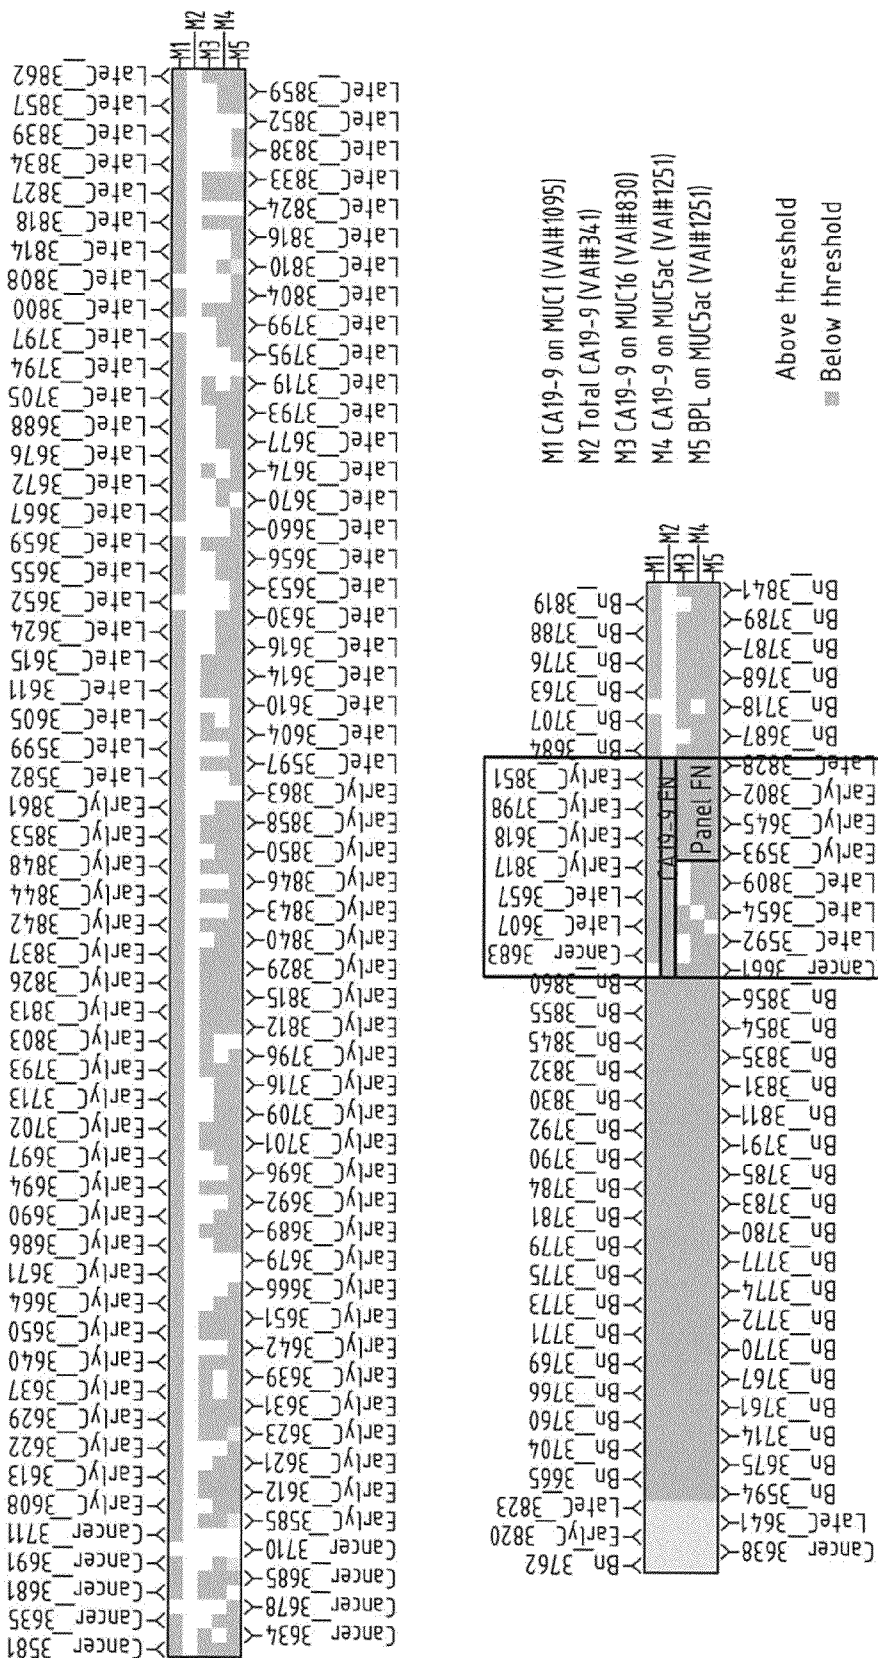 M1
M2
M3
M4
M5
LateC_3862
LateC_3857
LateC_3839
LateC_3834
LateC_3827
LateC_3818
LateC_3814
LateC_3808
LateC_3800
LateC_3797
LateC_3794
LateC_3705
LateC_3688
LateC_3676
LateC_3672
LateC_3667
LateC_3659
LateC_3655
LateC_3652
LateC_3624
LateC_3615
LateC_3611
LateC_3605
LateC_3599
LateC_3582
EarlyC_3861
EarlyC_3853
EarlyC_3848
EarlyC_3844
EarlyC_3842
EarlyC_3837
EarlyC_3826
EarlyC_3813
EarlyC_3803
EarlyC_3793
EarlyC_3713
EarlyC_3702
EarlyC_3697
EarlyC_3694
EarlyC_3690
EarlyC_3686
EarlyC_3671
EarlyC_3664
EarlyC_3650
EarlyC_3640
EarlyC_3637
EarlyC_3629
EarlyC_3622
EarlyC_3613
EarlyC_3608
Cancer_3711
Cancer_3691
Cancer_3681
Cancer_3635
Cancer_3581
LateC_3859
LateC_3852
LateC_3838
LateC_3833
LateC_3824
LateC_3816
LateC_3810
LateC_3804
LateC_3799
LateC_3795
LateC_3719
LateC_3793
LateC_3677
LateC_3674
LateC_3670
LateC_3660
LateC_3656
LateC_3653
LateC_3630
LateC_3616
LateC_3614
LateC_3610
LateC_3604
LateC_3597
EarlyC_3863
EarlyC_3858
EarlyC_3850
EarlyC_3846
EarlyC_3843
EarlyC_3840
EarlyC_3829
EarlyC_3815
EarlyC_3812
EarlyC_3796
EarlyC_3716
EarlyC_3709
EarlyC_3701
EarlyC_3696
EarlyC_3692
EarlyC_3689
EarlyC_3679
EarlyC_3666
EarlyC_3651
EarlyC_3642
EarlyC_3639
EarlyC_3631
EarlyC_3623
EarlyC_3621
EarlyC_3612
EarlyC_3585
Cancer_3710
Cancer_3685
Cancer_3678
Cancer_3634
M1 CA19-9 on MUC1 (VAI#1095)
M2 Total CA19-9 (VAI#341)
M3 CA19-9 on MUC16 (VAI#830)
M4 CA19-9 on MUC5ac (VAI#1251)
M5 BPL on MUC5ac (VAI#1251)
Above threshold
Below threshold
M1
M2
M3
M4
M5
Bn_3819
Bn_3788
Bn_3776
Bn_3763
Bn_3707
Bn_3684
EarlyC_3851
EarlyC_3798
EarlyC_3618
EarlyC_3817
LateC_3657
LateC_3607
Cancer_3683
Bn_3860
Bn_3855
Bn_3845
Bn_3832
Bn_3830
Bn_3792
Bn_3790
Bn_3784
Bn_3781
Bn_3779
Bn_3775
Bn_3773
Bn_3771
Bn_3769
Bn_3766
Bn_3760
Bn_3704
Bn_3665
LateC_3823
EarlyC_3820
Bn_3762
CA19-9 FN
Panel FN
Bn_3841
Bn_3789
Bn_3787
Bn_3768
Bn_3718
Bn_3687
LateC_3828
EarlyC_3802
EarlyC_3645
EarlyC_3593
LateC_3809
LateC_3654
LateC_3592
Cancer_3661
Bn_3856
Bn_3854
Bn_3835
Bn_3831
Bn_3811
Bn_3791
Bn_3785
Bn_3783
Bn_3780
Bn_3777
Bn_3774
Bn_3772
Bn_3770
Bn_3767
Bn_3761
Bn_3714
Bn_3675
Bn_3594
LateC_3641
Cancer_3638